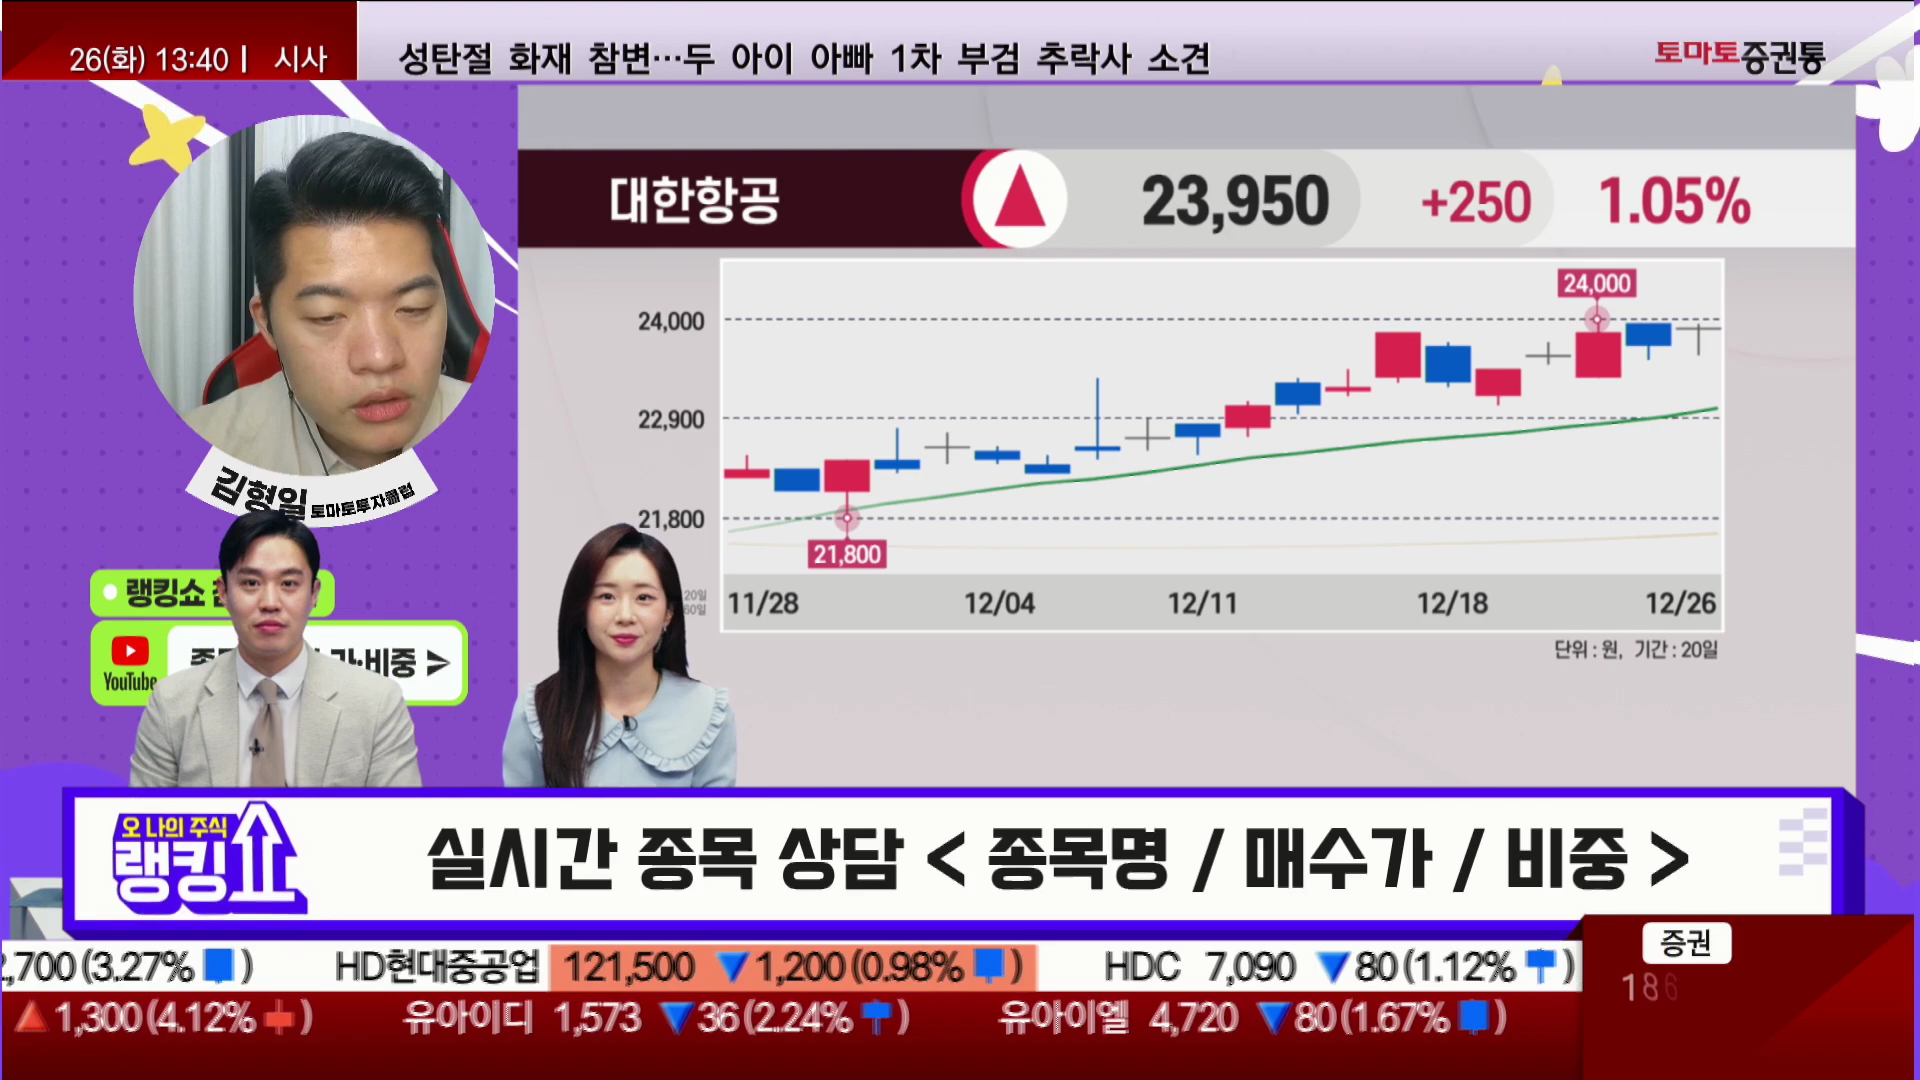 26(화) 13:40 | 시사
성탄절 화재 참변…두 아이 아빠 1차 부검 추락사 소견
토마토증권통
대한항공 23,950 +250 1.05%
24,000
24,000
22,900
21,800
21,800
20일
60일
11/28 12/04 12/11 12/18 12/26
단위 : 원, 기간 : 20일
김형일 토마토투자클럽
랭킹쇼
YouTube
비중 >
오 나의 주식
랭킹쇼
실시간 종목 상담 < 종목명 / 매수가 / 비중 >
,700 (3.27% ) HD현대중공업 121,500 ▼1,200 (0.98% ) HDC 7,090 ▼80 (1.12% )
증권
186
▲1,300 (4.12% ) 유아이디 1,573 ▼36 (2.24% ) 유아이엘 4,720 ▼80 (1.67% )